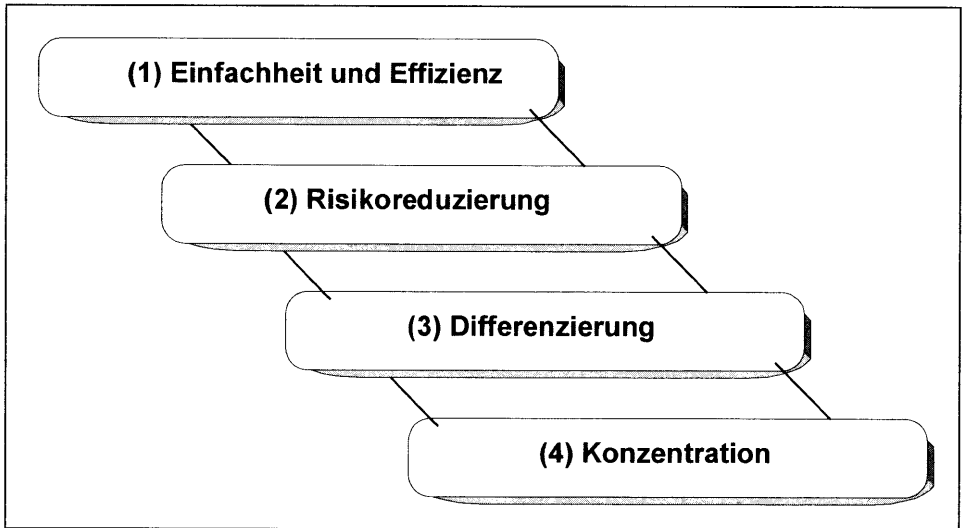 (1) Einfachheit und Effizienz
(2) Risikoreduzierung
(3) Differenzierung
(4) Konzentration